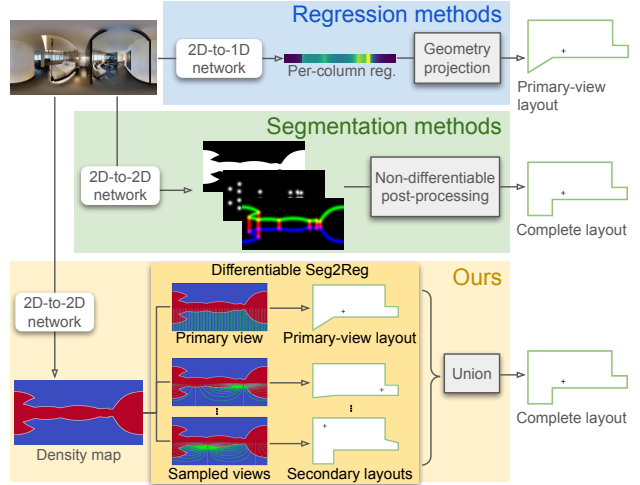 Regression methods
2D-to-1D
network
Per-column reg.
Geometry
projection
Primary-view
layout
Segmentation methods
2D-to-2D
network
Non-differentiable
post-processing
Complete layout
Differentiable Seg2Reg
Ours
2D-to-2D
network
Primary view
Primary-view layout
Union
Density map
Complete layout
Sampled views
Secondary layouts